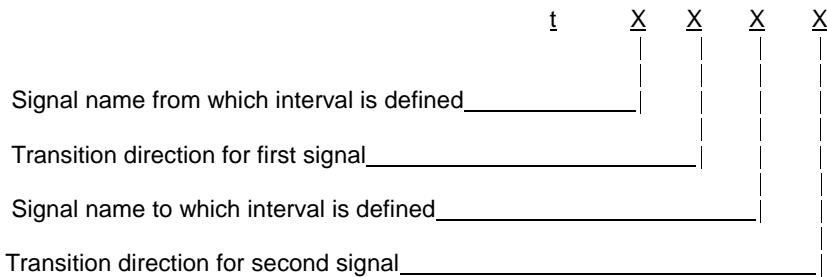 t X X X X
Signal name from which interval is defined
Transition direction for first signal
Signal name to which interval is defined
Transition direction for second signal